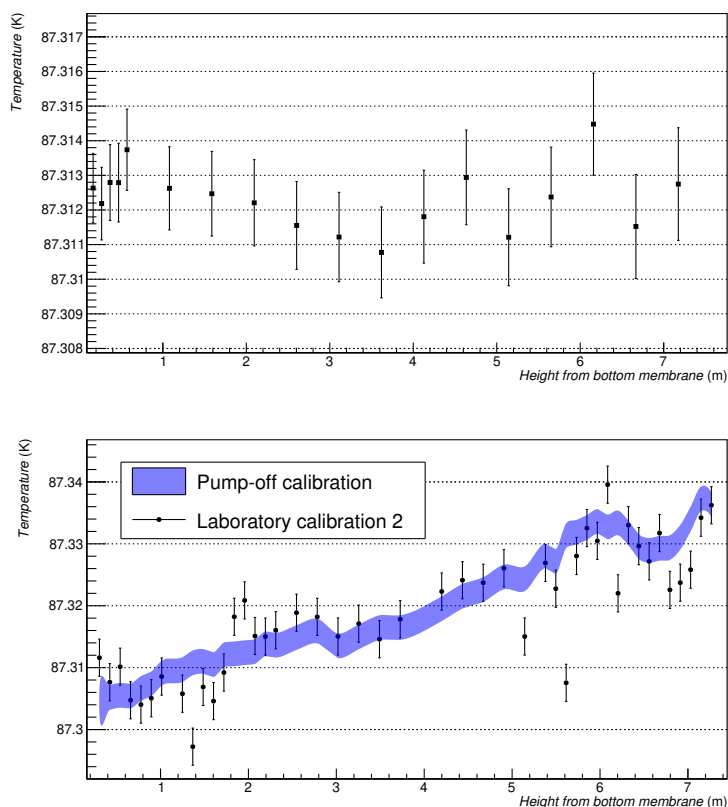 Temperature (K)
87.317
87.316
87.315
87.314
87.313
87.312
87.311
87.31
87.309
87.308
1 2 3 4 5 6 7
Height from bottom membrane (m)
Temperature (K)
87.34
87.33
87.32
87.31
87.3
Pump-off calibration
Laboratory calibration 2
1 2 3 4 5 6 7
Height from bottom membrane (m)